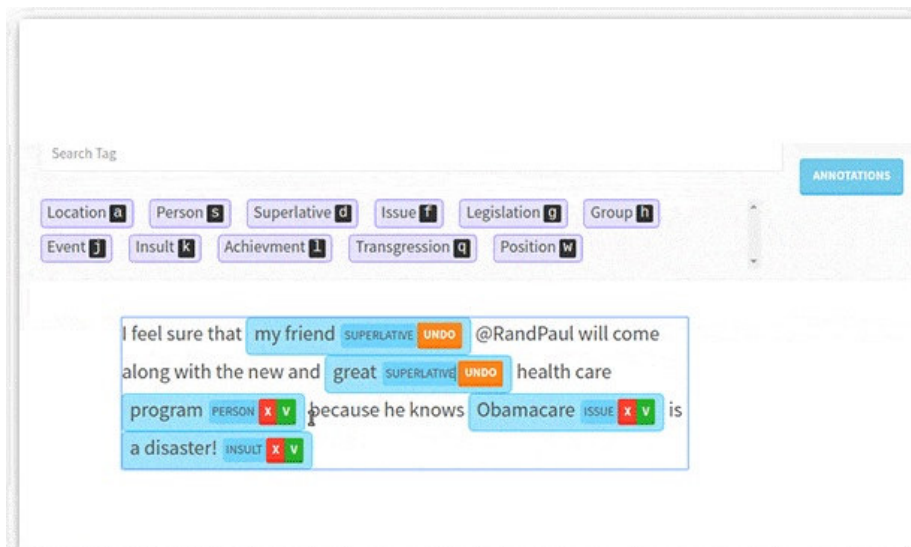 Search Tag
ANNOTATIONS
Location a Person s Superlative d Issue f Legislation g Group h
Event j Insult k Achievment l Transgression q Position w
I feel sure that my friend SUPERLATIVE UNDO @RandPaul will come
along with the new and great SUPERLATIVE UNDO health care
program PERSON X V because he knows Obamacare ISSUE X V is
a disaster! INSULT X V